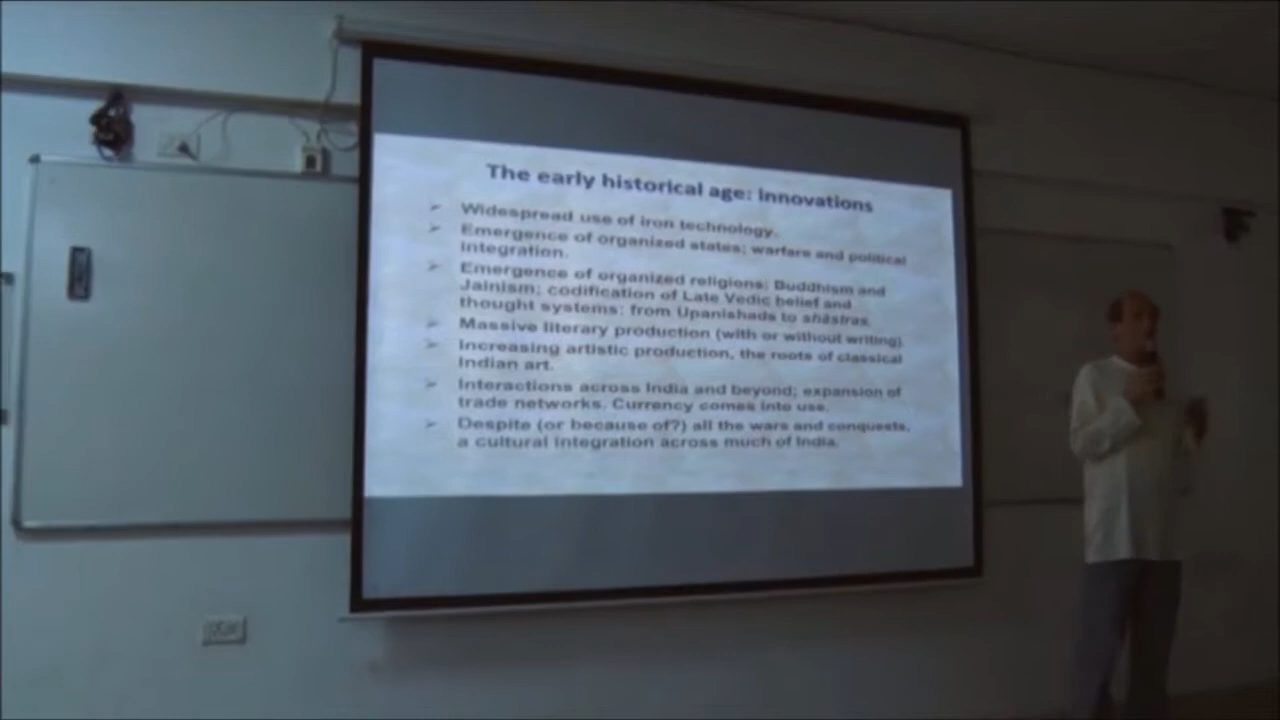 The early historical age: innovations
➢ Widespread use of iron technology.
➢ Emergence of organized states; warfare and political
integration.
➢ Emergence of organized religions: Buddhism and
Jainism; codification of Late Vedic belief and
thought systems: from Upanishads to shāstras.
➢ Massive literary production (with or without writing).
➢ Increasing artistic production, the roots of classical
Indian art.
➢ Interactions across India and beyond; expansion of
trade networks. Currency comes into use.
➢ Despite (or because of?) all the wars and conquests,
a cultural integration across much of India.